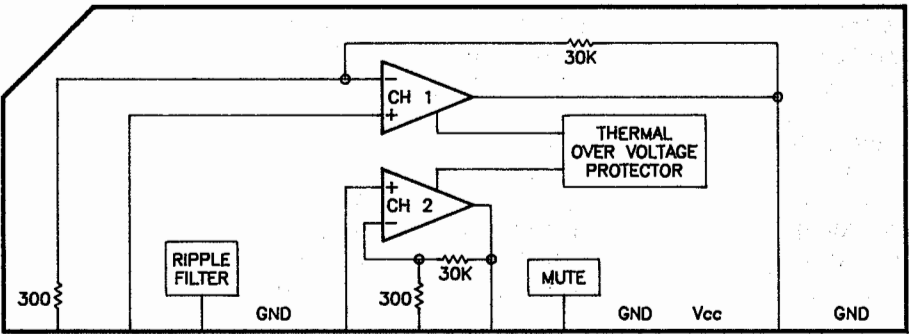 30K
−
CH 1
+
THERMAL
OVER VOLTAGE
PROTECTOR
+
CH 2
−
RIPPLE
FILTER
30K
MUTE
300
300
GND
GND
Vcc
GND